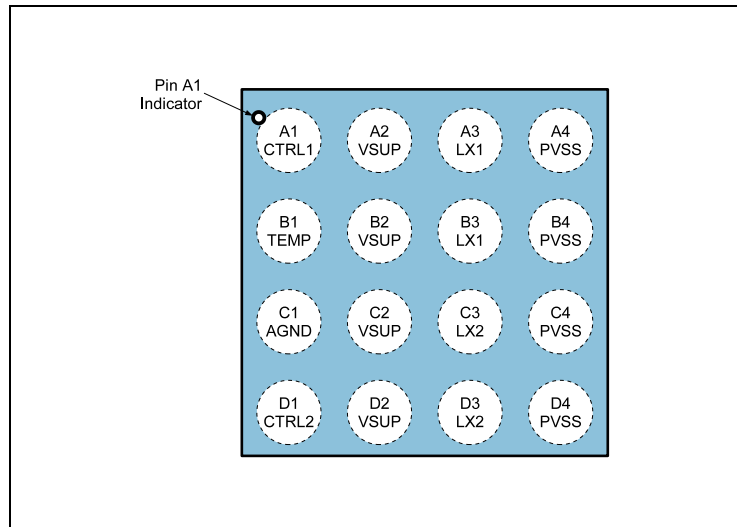 Pin A1
Indicator
A1
CTRL1
A2
VSUP
A3
LX1
A4
PVSS
B1
TEMP
B2
VSUP
B3
LX1
B4
PVSS
C1
AGND
C2
VSUP
C3
LX2
C4
PVSS
D1
CTRL2
D2
VSUP
D3
LX2
D4
PVSS